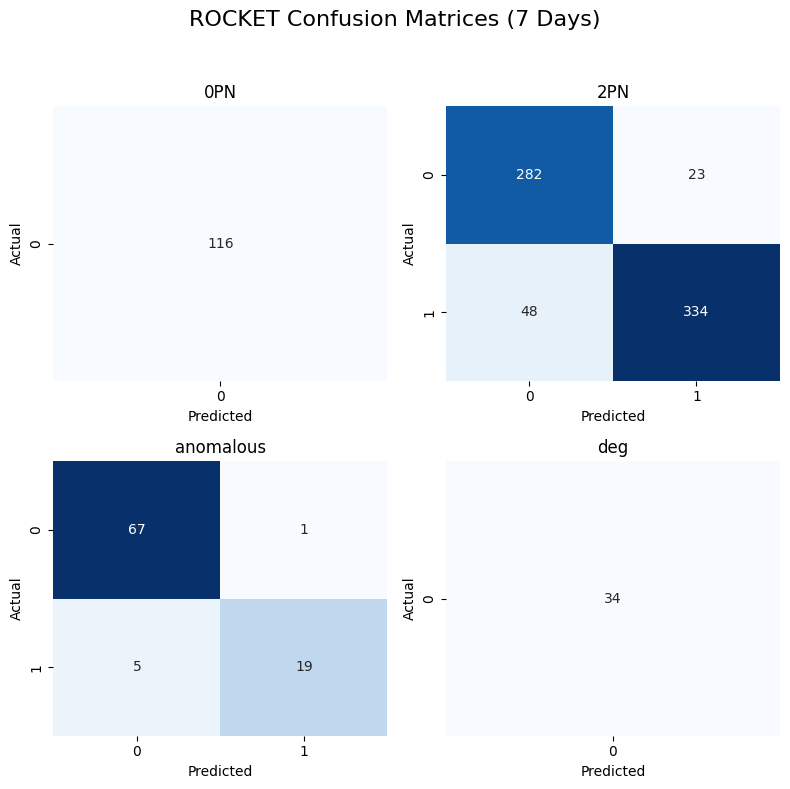 ROCKET Confusion Matrices (7 Days)
0PN
Actual
0
116
0
Predicted
2PN
Actual
0
282
23
1
48
334
0
1
Predicted
anomalous
Actual
0
67
1
1
5
19
0
1
Predicted
deg
Actual
0
34
0
Predicted